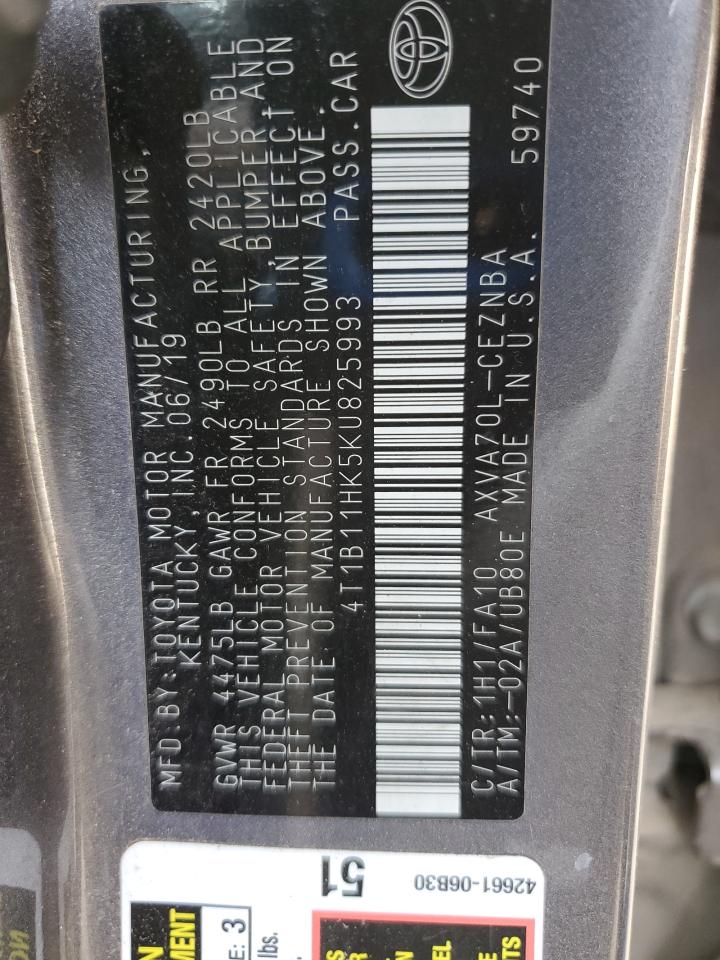 MFD.BY:TOYOTA MOTOR MANUFACTURING,
KENTUCKY, INC.06/19
GVWR 4475LB GAWR FR 2490LB RR 2420LB
THIS VEHICLE CONFORMS TO ALL APPLICABLE
FEDERAL MOTOR VEHICLE SAFETY, BUMPER,AND
THEFT PREVENTION STANDARDS IN EFFECT ON
THE DATE OF MANUFACTURE SHOWN ABOVE.
4T1B11HK5KU825993 PASS.CAR
C/TR:1H1/FA10 AXVA70L-CEZNBA
A/TM:-02A/UB80E MADE IN U.S.A. 59740
51
42661-06B30
E: 3
lbs.